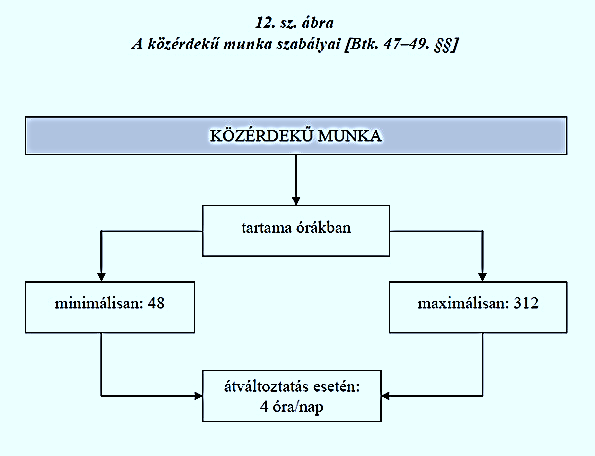 12. sz. ábra
A közérdekű munka szabályai [Btk. 47–49. §§]
KÖZÉRDEKŰ MUNKA
tartama órákban
minimálisan: 48
maximálisan: 312
átváltoztatás esetén:
4 óra/nap